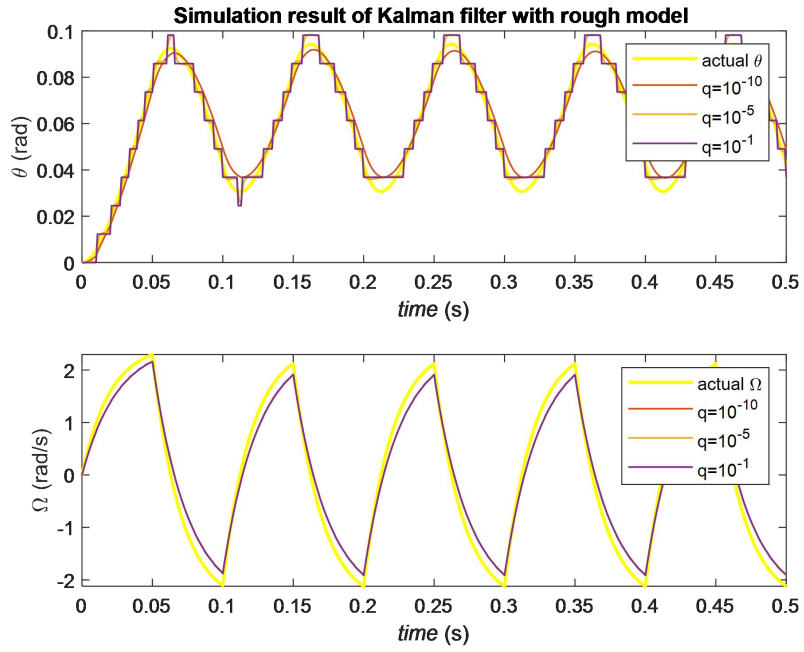 Simulation result of Kalman filter with rough model
0.1
0.08
0.06
0.04
0.02
0
θ (rad)
actual θ
q=10^-10
q=10^-5
q=10^-1
0 0.05 0.1 0.15 0.2 0.25 0.3 0.35 0.4 0.45 0.5
time (s)
2
1
0
-1
-2
Ω (rad/s)
actual Ω
q=10^-10
q=10^-5
q=10^-1
0 0.05 0.1 0.15 0.2 0.25 0.3 0.35 0.4 0.45 0.5
time (s)